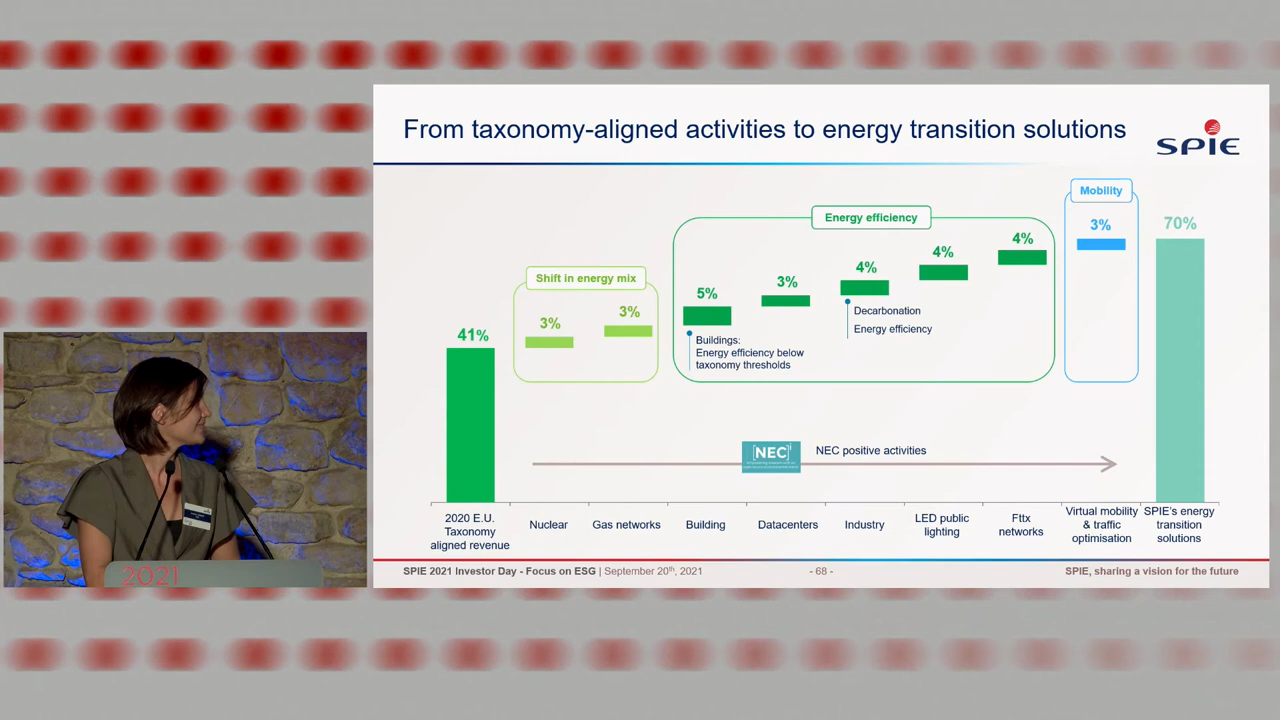 From taxonomy-aligned activities to energy transition solutions
SPIE
Mobility
3%
70%
Energy efficiency
5%
3%
4%
4%
4%
Decarbonation
Energy efficiency
Buildings:
Energy efficiency below
taxonomy thresholds
Shift in energy mix
3%
3%
41%
[NEC]i
NEC positive activities
2020 E.U.
Taxonomy
aligned revenue
Nuclear
Gas networks
Building
Datacenters
Industry
LED public
lighting
Fttx
networks
Virtual mobility
& traffic
optimisation
SPIE's energy
transition
solutions
SPIE 2021 Investor Day - Focus on ESG | September 20th, 2021
- 68 -
SPIE, sharing a vision for the future
2021